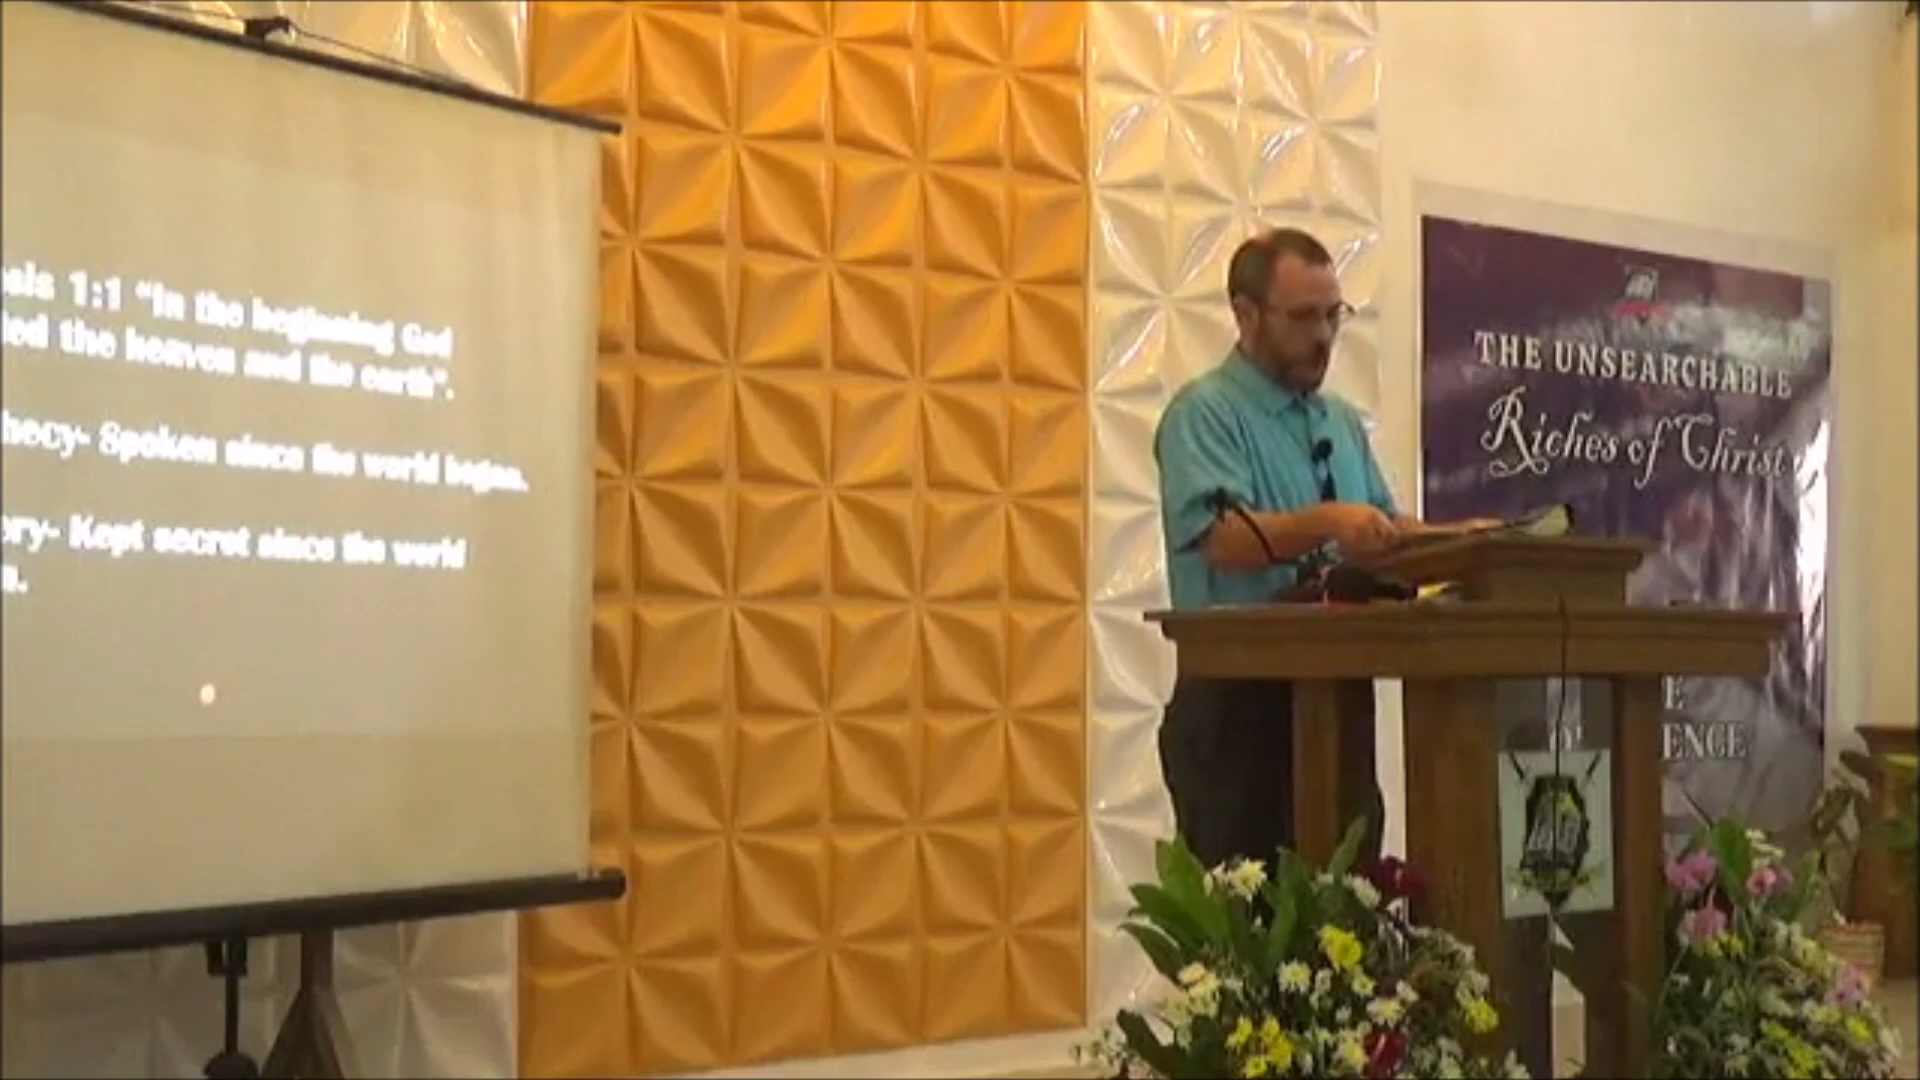 sis 1:1 “In the beginning God
ted the heaven and the earth”.
hecy- Spoken since the world began.
ery- Kept secret since the world
n.
THE UNSEARCHABLE
Riches of Christ
E
ENCE